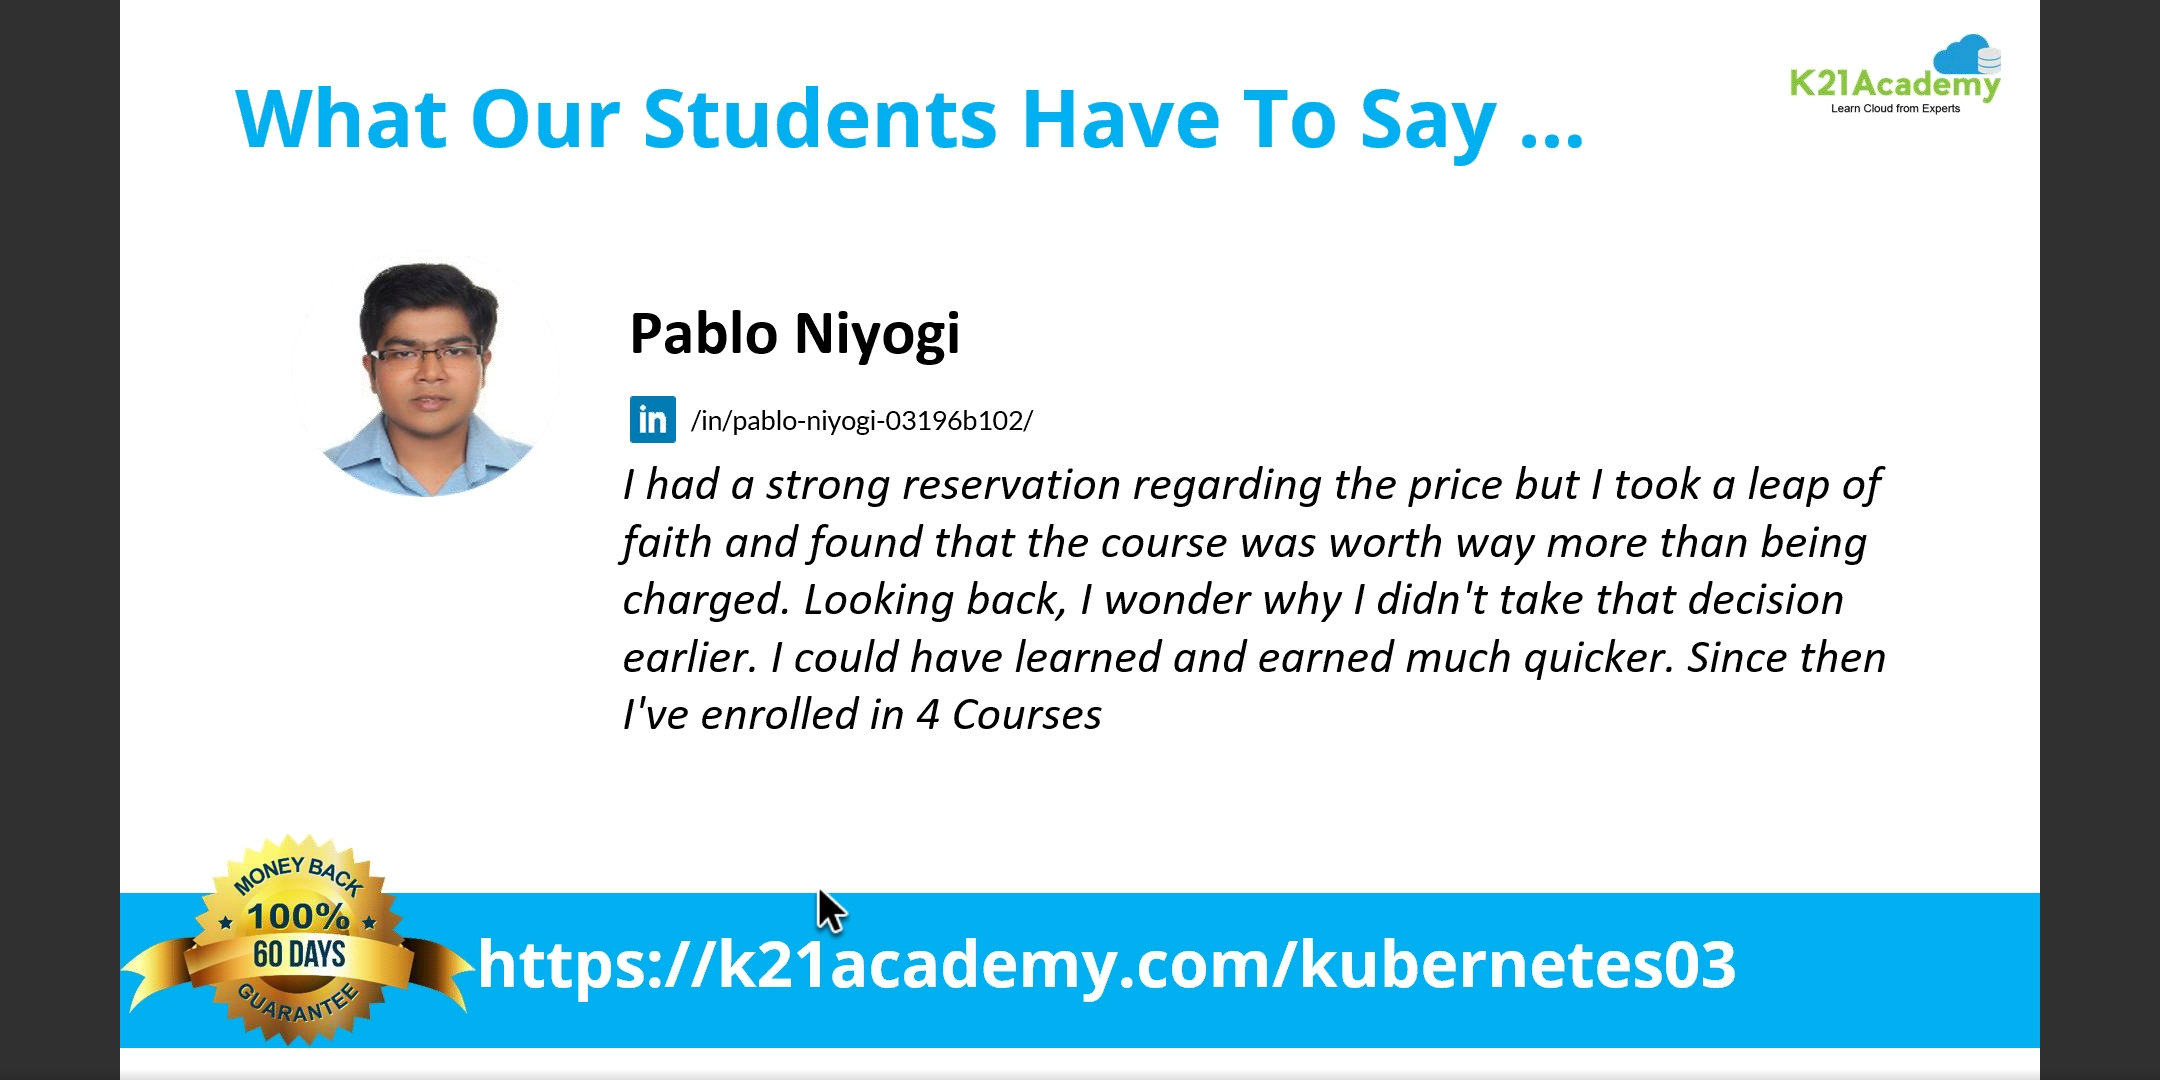 What Our Students Have To Say ...
K21Academy
Learn Cloud from Experts
Pablo Niyogi
in /in/pablo-niyogi-03196b102/
I had a strong reservation regarding the price but I took a leap of
faith and found that the course was worth way more than being
charged. Looking back, I wonder why I didn't take that decision
earlier. I could have learned and earned much quicker. Since then
I've enrolled in 4 Courses
MONEY BACK
100%
60 DAYS
GUARANTEE
https://k21academy.com/kubernetes03